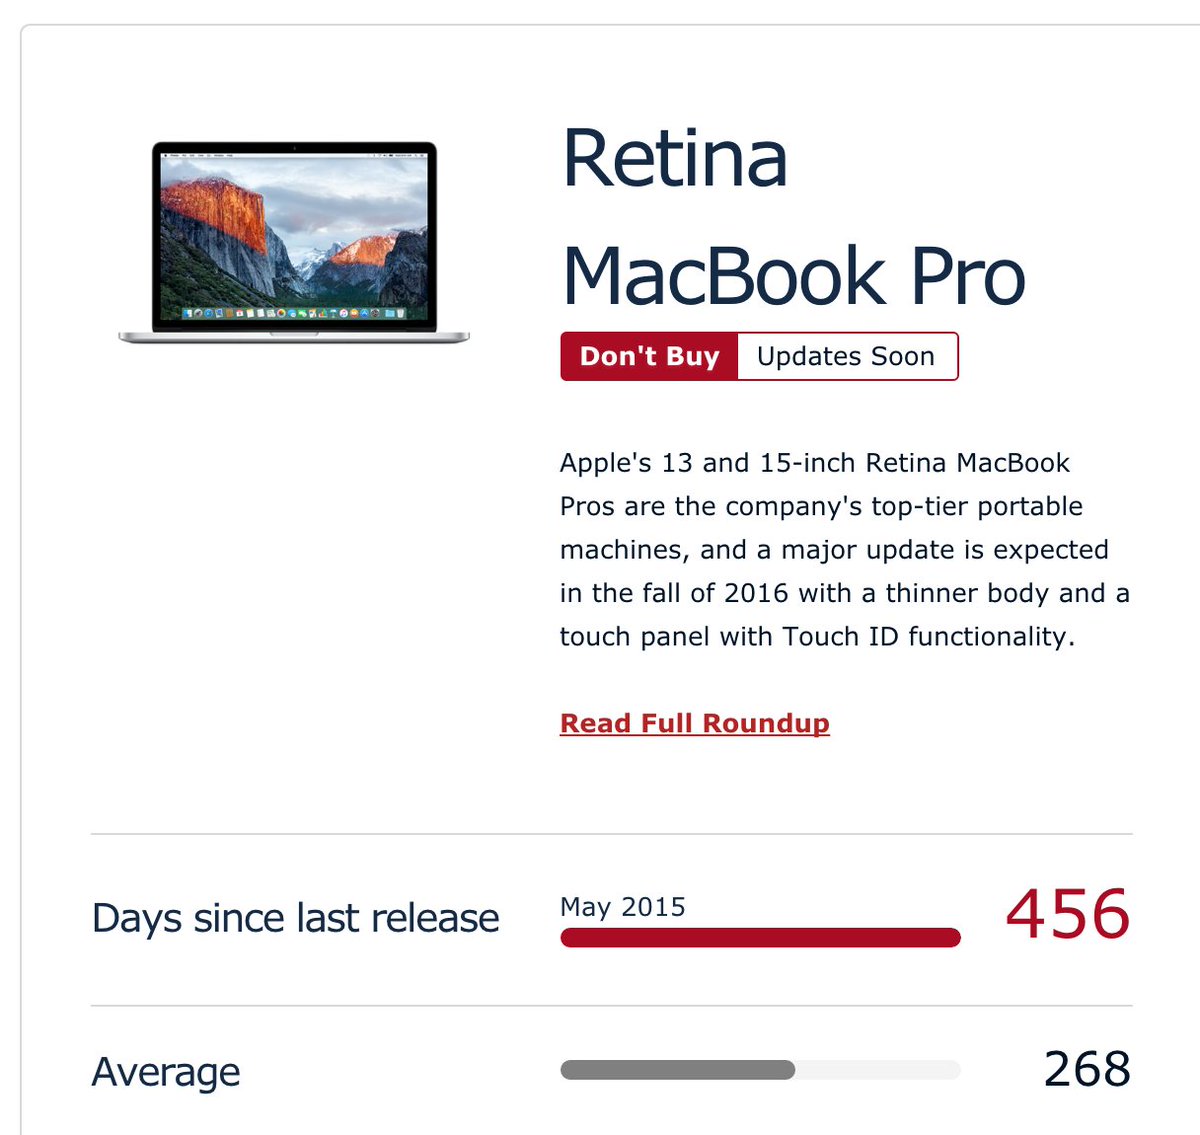 Retina
MacBook Pro
Don't Buy Updates Soon
Apple's 13 and 15-inch Retina MacBook
Pros are the company's top-tier portable
machines, and a major update is expected
in the fall of 2016 with a thinner body and a
touch panel with Touch ID functionality.
Read Full Roundup
Days since last release
May 2015
456
Average
268